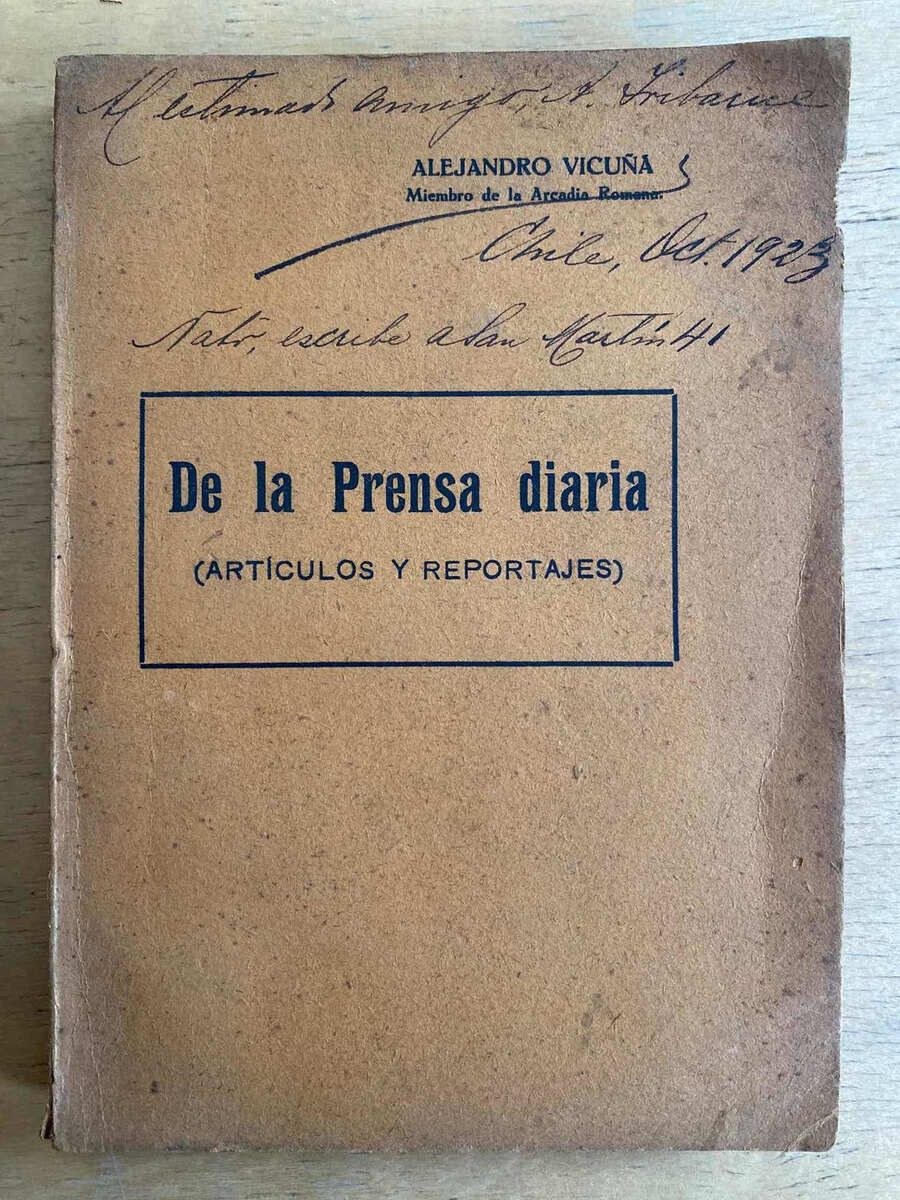 Al estimado amigo, A. Iribarne
ALEJANDRO VICUÑA
Miembro de la Arcadia Romana.
Chile, Oct. 1923
escribe a San Martín 41
De la Prensa diaria
(ARTÍCULOS Y REPORTAJES)